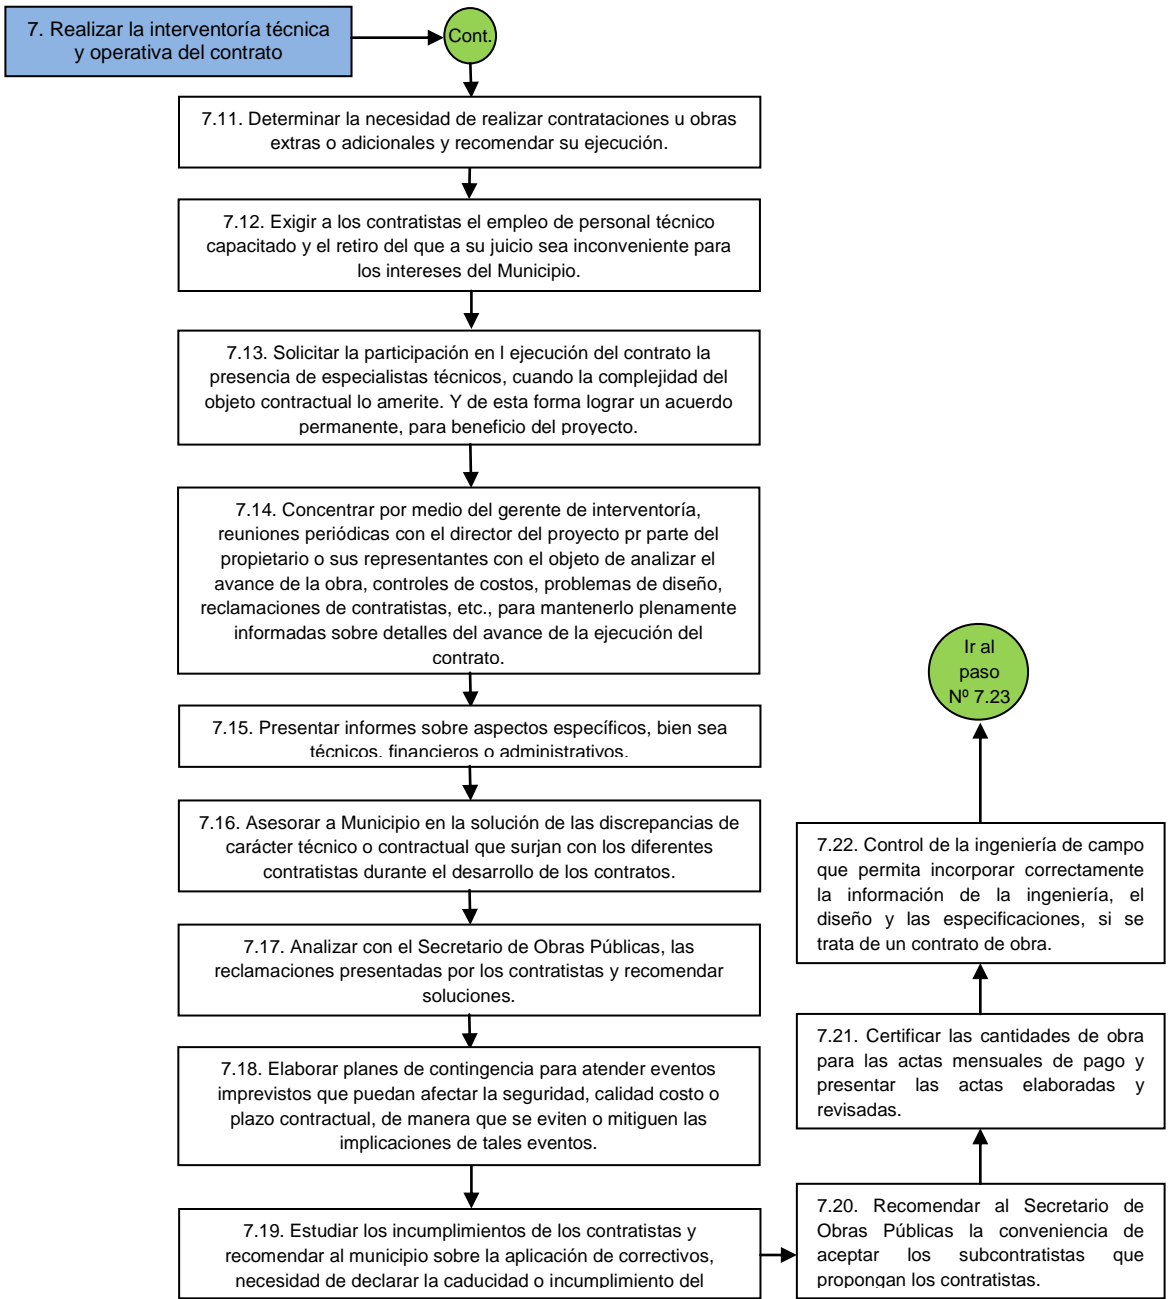 7. Realizar la interventoría técnica
y operativa del contrato
Cont.
7.11. Determinar la necesidad de realizar contrataciones u obras
extras o adicionales y recomendar su ejecución.
7.12. Exigir a los contratistas el empleo de personal técnico
capacitado y el retiro del que a su juicio sea inconveniente para
los intereses del Municipio.
7.13. Solicitar la participación en l ejecución del contrato la
presencia de especialistas técnicos, cuando la complejidad del
objeto contractual lo amerite. Y de esta forma lograr un acuerdo
permanente, para beneficio del proyecto.
7.14. Concentrar por medio del gerente de interventoría,
reuniones periódicas con el director del proyecto pr parte del
propietario o sus representantes con el objeto de analizar el
avance de la obra, controles de costos, problemas de diseño,
reclamaciones de contratistas, etc., para mantenerlo plenamente
informadas sobre detalles del avance de la ejecución del
contrato.
7.15. Presentar informes sobre aspectos específicos, bien sea
técnicos, financieros o administrativos.
7.16. Asesorar a Municipio en la solución de las discrepancias de
carácter técnico o contractual que surjan con los diferentes
contratistas durante el desarrollo de los contratos.
7.17. Analizar con el Secretario de Obras Públicas, las
reclamaciones presentadas por los contratistas y recomendar
soluciones.
7.18. Elaborar planes de contingencia para atender eventos
imprevistos que puedan afectar la seguridad, calidad costo o
plazo contractual, de manera que se eviten o mitiguen las
implicaciones de tales eventos.
7.19. Estudiar los incumplimientos de los contratistas y
recomendar al municipio sobre la aplicación de correctivos,
necesidad de declarar la caducidad o incumplimiento del
7.20. Recomendar al Secretario de
Obras Públicas la conveniencia de
aceptar los subcontratistas que
propongan los contratistas.
7.21. Certificar las cantidades de obra
para las actas mensuales de pago y
presentar las actas elaboradas y
revisadas.
7.22. Control de la ingeniería de campo
que permita incorporar correctamente
la información de la ingeniería, el
diseño y las especificaciones, si se
trata de un contrato de obra.
Ir al
paso
Nº 7.23